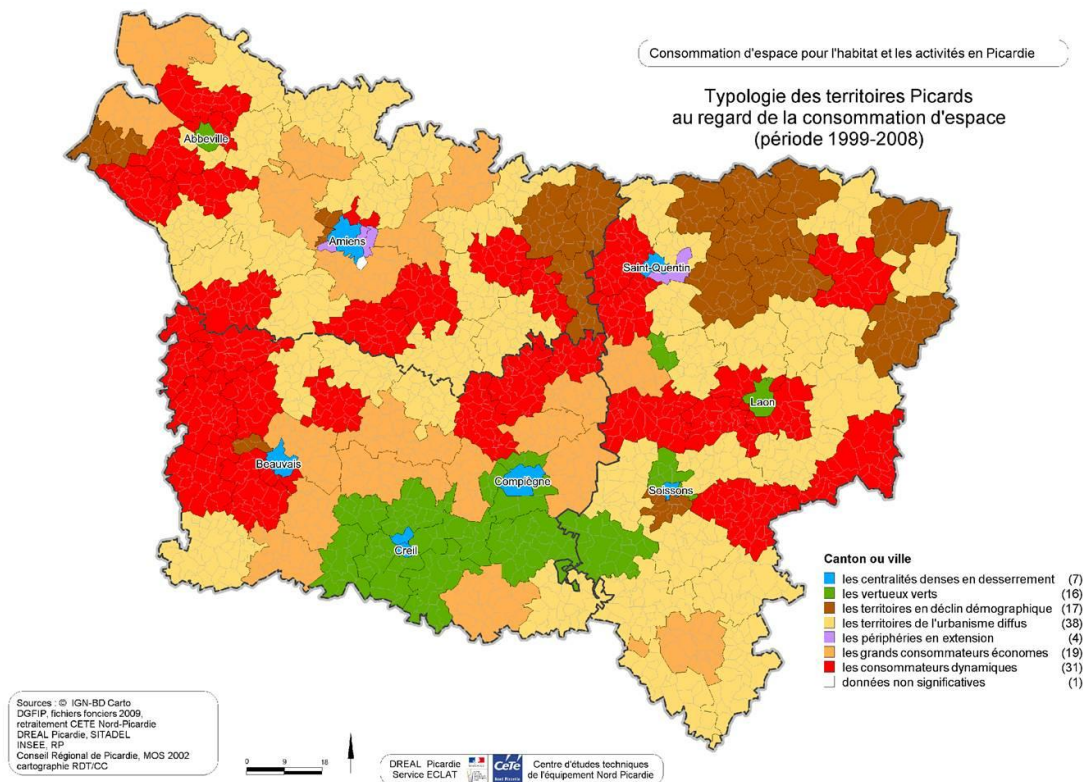 Consommation d'espace pour l'habitat et les activités en Picardie
Typologie des territoires Picards
au regard de la consommation d'espace
(période 1999-2008)
Abbeville
Amiens
Saint-Quentin
Laon
Beauvais
Compiègne
Soissons
Creil
Canton ou ville
les centralités denses en desserrement (7)
les vertueux verts (16)
les territoires en déclin démographique (17)
les territoires de l'urbanisme diffus (38)
les périphéries en extension (4)
les grands consommateurs économes (19)
les consommateurs dynamiques (31)
données non significatives (1)
Sources : © IGN-BD Carto
DGFIP, fichiers fonciers 2009,
retraitement CETE Nord-Picardie
DREAL Picardie, SITADEL
INSEE, RP
Conseil Régional de Picardie, MOS 2002
cartographie RDT/CC
0 9 18
DREAL Picardie
Service ECLAT
CeTe
Nord Picardie
Centre d'études techniques
de l'équipement Nord Picardie